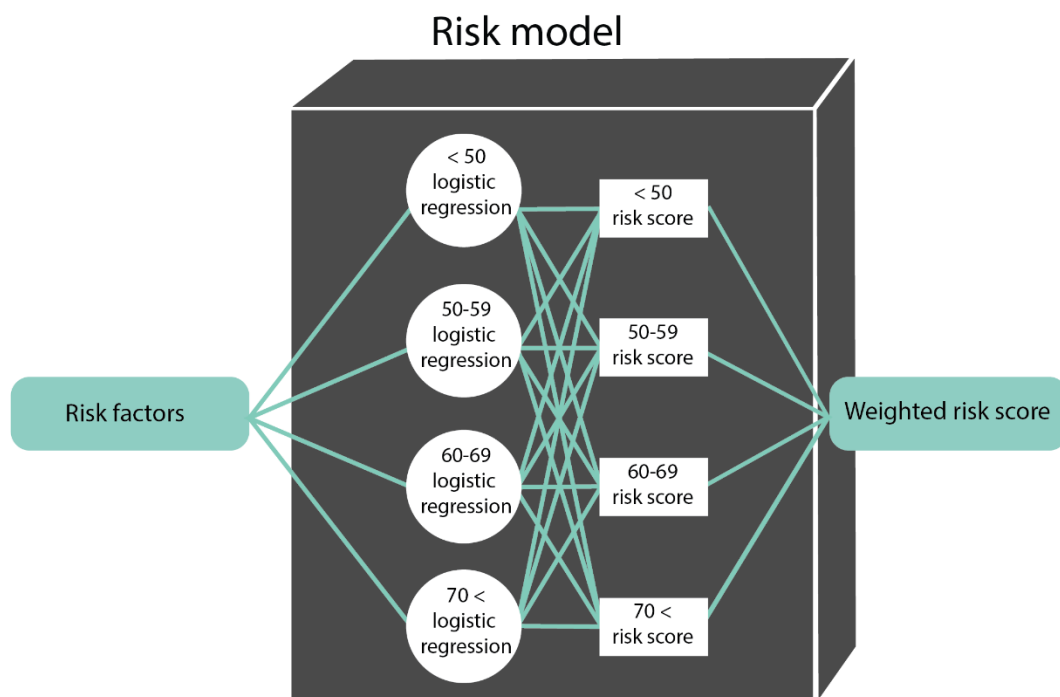 Risk model
< 50
logistic
regression
< 50
risk score
50-59
logistic
regression
50-59
risk score
Risk factors
Weighted risk score
60-69
logistic
regression
60-69
risk score
70 <
logistic
regression
70 <
risk score